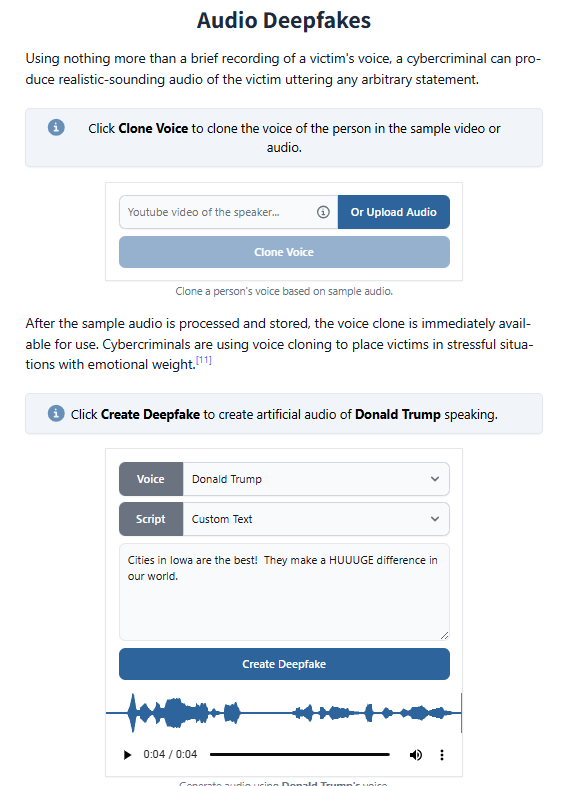 Audio Deepfakes
Using nothing more than a brief recording of a victim's voice, a cybercriminal can pro-
duce realistic-sounding audio of the victim uttering any arbitrary statement.
Click Clone Voice to clone the voice of the person in the sample video or
audio.
Youtube video of the speaker...
Or Upload Audio
Clone Voice
Clone a person's voice based on sample audio.
After the sample audio is processed and stored, the voice clone is immediately avail-
able for use. Cybercriminals are using voice cloning to place victims in stressful situa-
tions with emotional weight.[11]
Click Create Deepfake to create artificial audio of Donald Trump speaking.
Voice
Donald Trump
Script
Custom Text
Cities in Iowa are the best!  They make a HUUUGE difference in
our world.
Create Deepfake
0:04 / 0:04
Generate audio using Donald Trump's voice